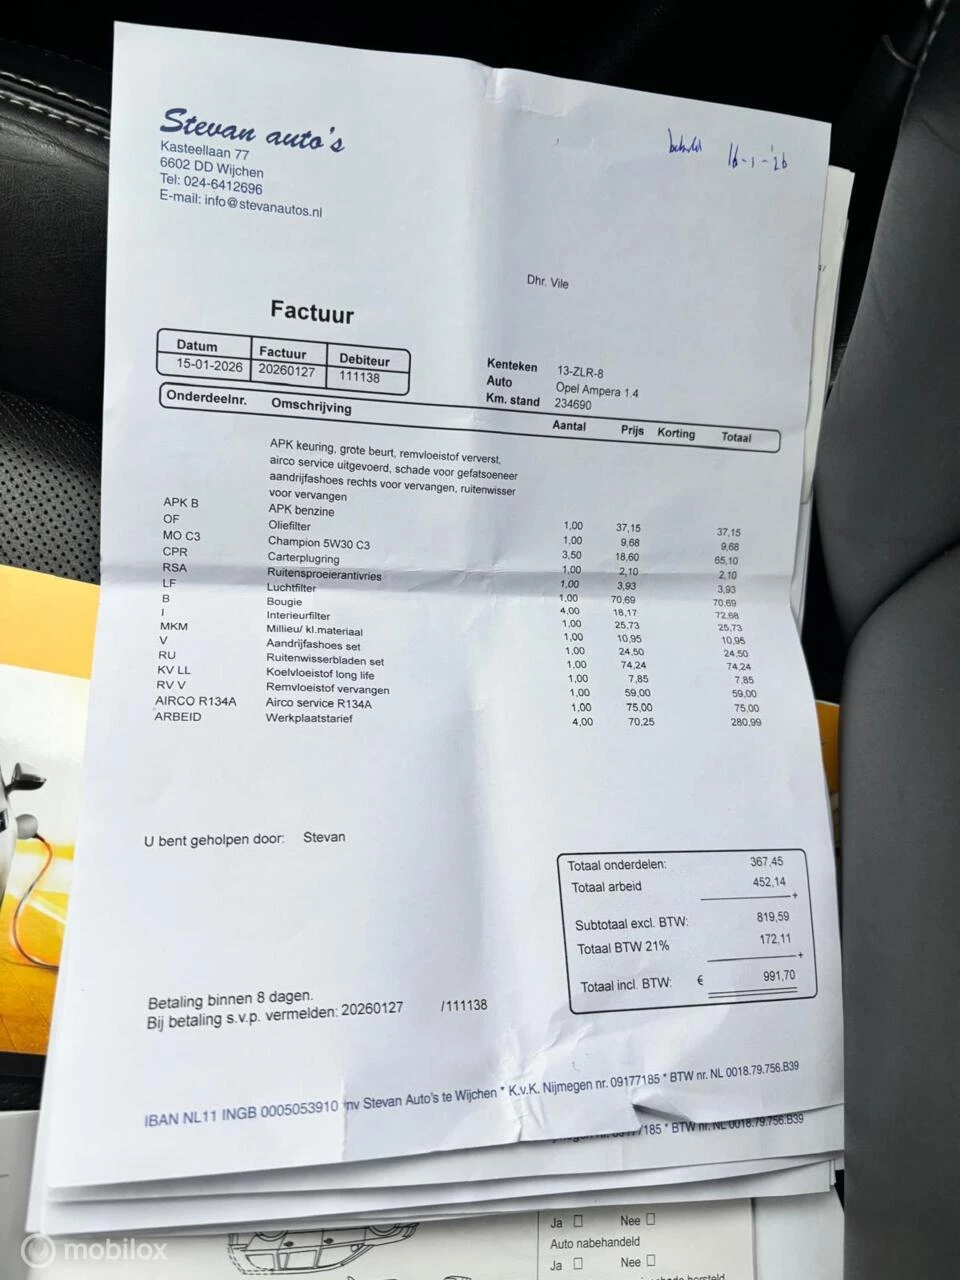 Stevan auto's
Kasteellaan 77
6602 DD Wijchen
Tel: 024-6412696
E-mail: info@stevanautos.nl
betaald 16-1-'26
Dhr. Vile
Factuur
Datum Factuur Debiteur
15-01-2026 20260127 111138
Kenteken 13-ZLR-8
Auto Opel Ampera 1.4
Km. stand 234690
Onderdeelnr. Omschrijving Aantal Prijs Korting Totaal
APK keuring, grote beurt, remvloeistof ververst,
airco service uitgevoerd, schade voor gefatsoeneer
aandrijfashoes rechts voor vervangen, ruitenwisser
voor vervangen
APK B APK benzine 1,00 37,15 37,15
OF Oliefilter 1,00 9,68 9,68
MO C3 Champion 5W30 C3 3,50 18,60 65,10
CPR Carterplugring 1,00 2,10 2,10
RSA Ruitensproeierantivries 1,00 3,93 3,93
LF Luchtfilter 1,00 70,69 70,69
B Bougie 4,00 18,17 72,68
I Interieurfilter 1,00 25,73 25,73
MKM Millieu/ kl.materiaal 1,00 10,95 10,95
V Aandrijfashoes set 1,00 24,50 24,50
RU Ruitenwisserbladen set 1,00 74,24 74,24
KV LL Koelvloeistof long life 1,00 7,85 7,85
RV V Remvloeistof vervangen 1,00 59,00 59,00
AIRCO R134A Airco service R134A 1,00 75,00 75,00
ARBEID Werkplaatstarief 4,00 70,25 280,99
U bent geholpen door: Stevan
Totaal onderdelen: 367,45
Totaal arbeid 452,14
+
Subtotaal excl. BTW: 819,59
Totaal BTW 21% 172,11
+
Totaal incl. BTW: € 991,70
Betaling binnen 8 dagen.
Bij betaling s.v.p. vermelden: 20260127 /111138
IBAN NL11 INGB 0005053910 tnv Stevan Auto's te Wijchen * K.v.K. Nijmegen nr. 09177185 * BTW nr. NL 0018.79.756.B39
185 * BTW nr. NL 0018.79.756.B39
Ja Nee
Auto nabehandeld
Ja Nee
mobilox